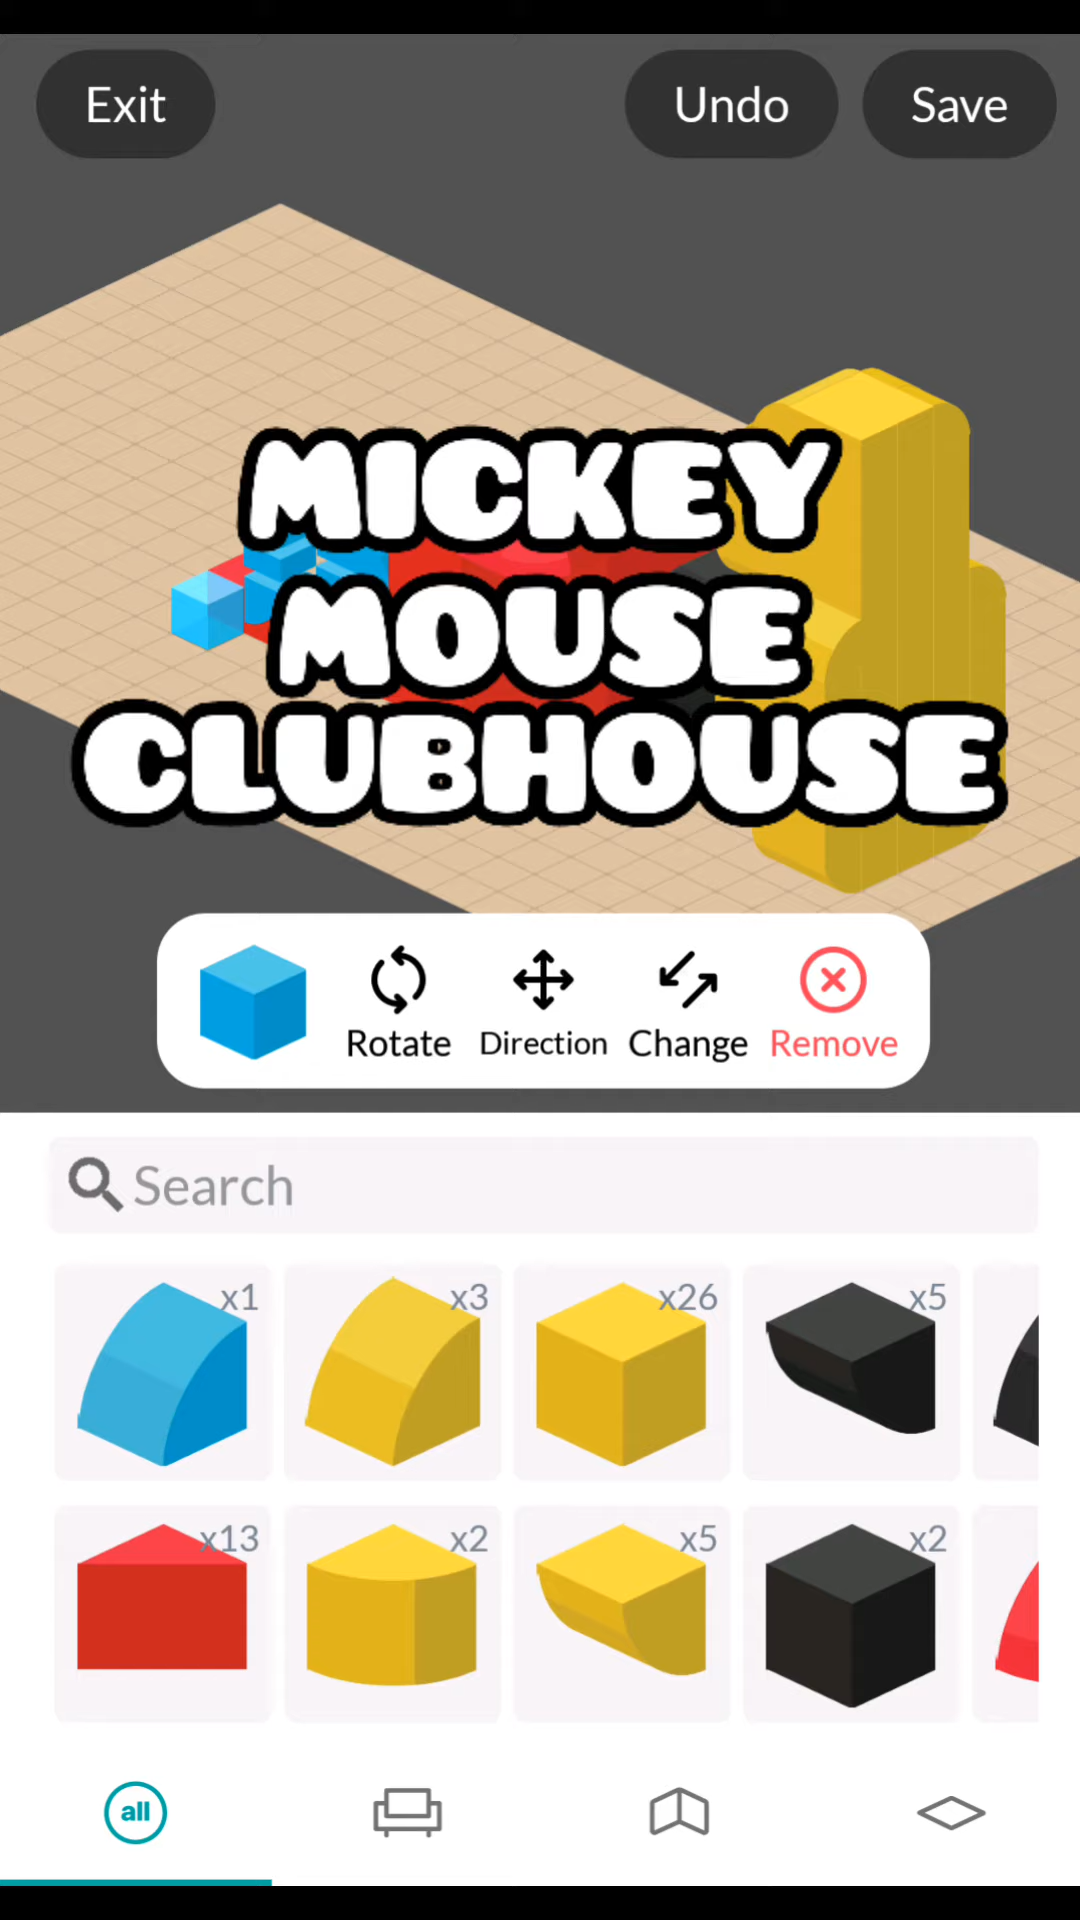 Exit Undo Save
MICKEY
MOUSE
CLUBHOUSE
Rotate Direction Change Remove
Search
x1 x3 x26 x5
x13 x2 x5 x2
all